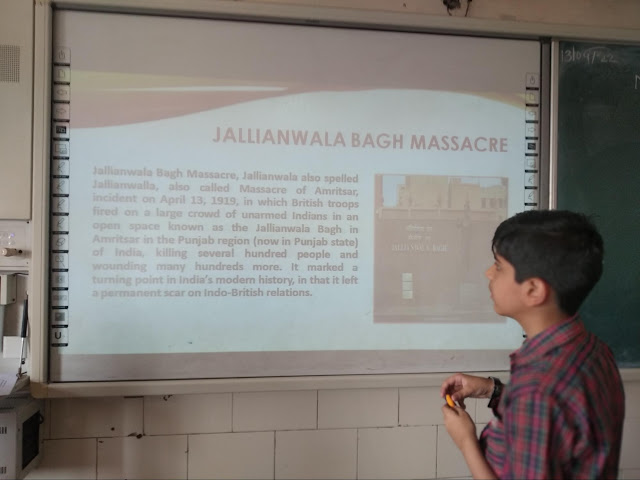 13/04/22
JALLIANWALA BAGH MASSACRE
Jallianwala Bagh Massacre, Jallianwala also spelled
Jallianwalla, also called Massacre of Amritsar,
incident on April 13, 1919, in which British troops
fired on a large crowd of unarmed Indians in an
open space known as the Jallianwala Bagh in
Amritsar in the Punjab region (now in Punjab state)
of India, killing several hundred people and
wounding many hundreds more. It marked a
turning point in India's modern history, in that it left
a permanent scar on Indo-British relations.